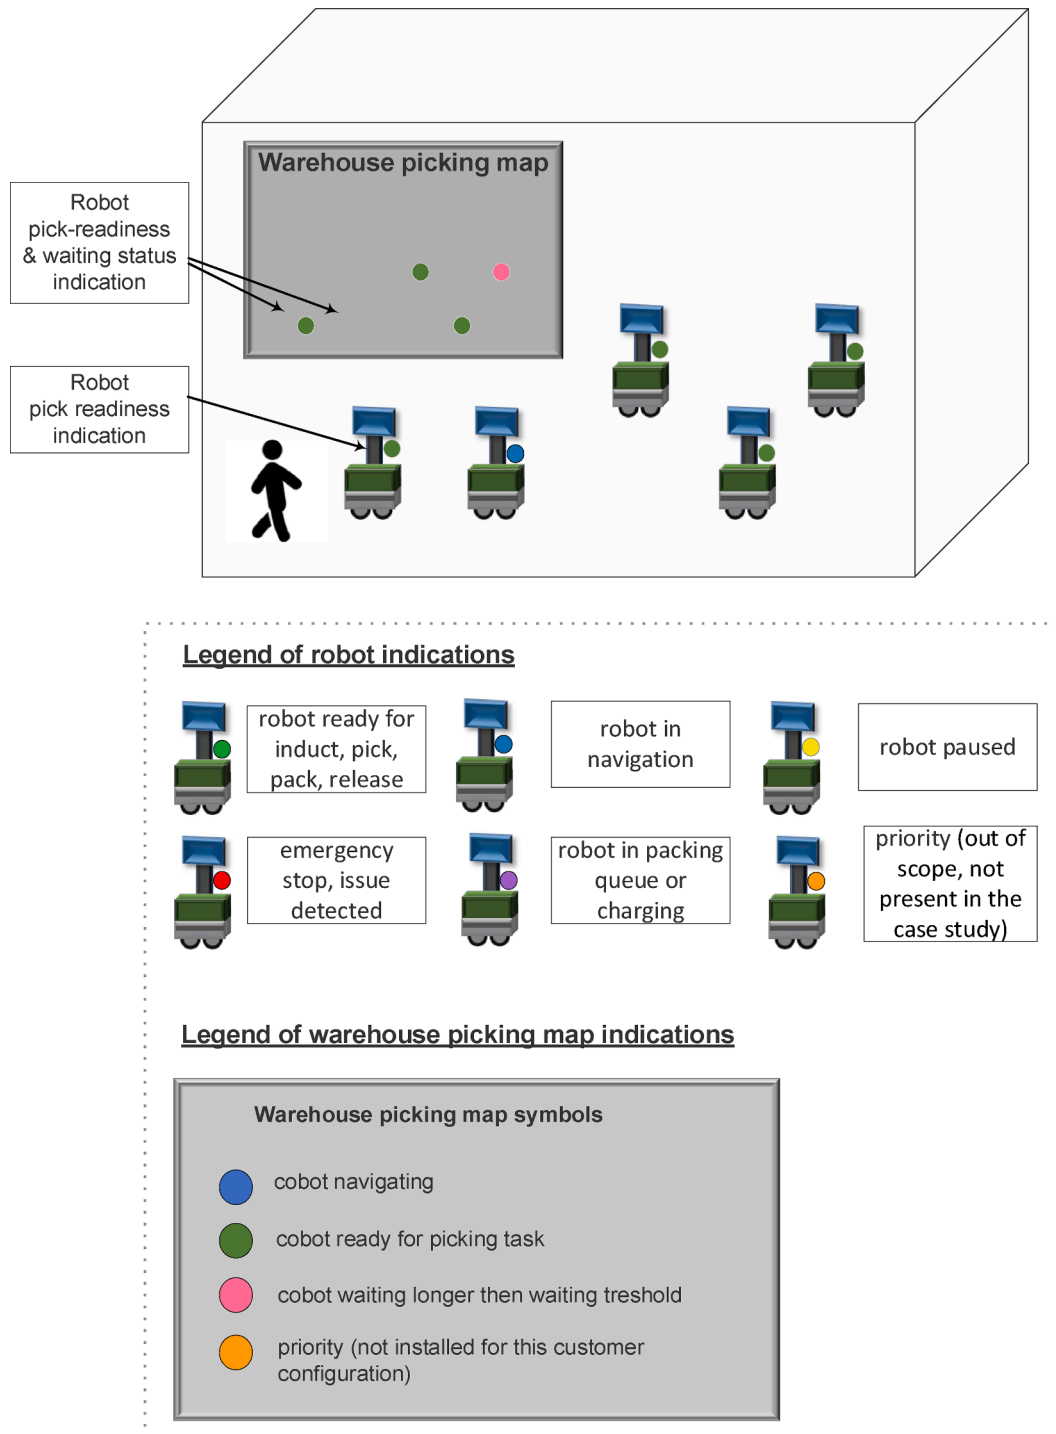 Warehouse picking map
Robot
pick-readiness
& waiting status
indication
Robot
pick readiness
indication
Legend of robot indications
robot ready for
induct, pick,
pack, release
robot in
navigation
robot paused
emergency
stop, issue
detected
robot in packing
queue or
charging
priority (out of
scope, not
present in the
case study)
Legend of warehouse picking map indications
Warehouse picking map symbols
cobot navigating
cobot ready for picking task
cobot waiting longer then waiting treshold
priority (not installed for this customer
configuration)